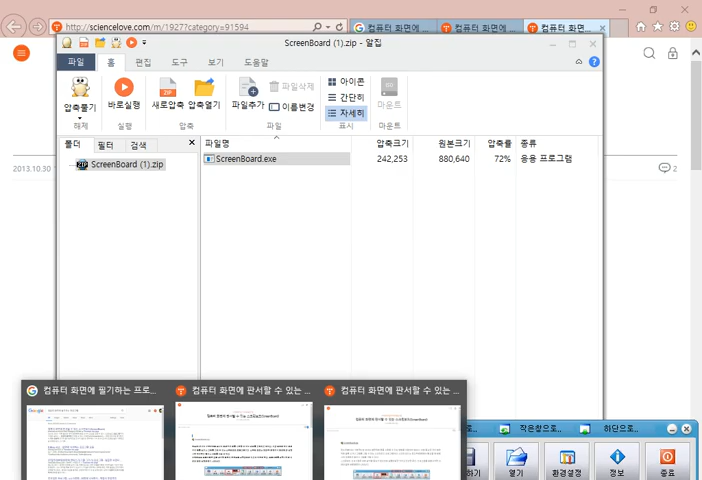 http://sciencelove.com/m/1927?category=91594
컴퓨터 화면에 ...
컴퓨터 화면에 ...
컴퓨터 화면...
ScreenBoard (1).zip - 알집
파일 홈 편집 도구 보기 도움말
압축풀기
바로실행
새로압축
압축열기
파일추가
파일삭제
이름변경
아이콘
간단히
자세히
마운트
해제 실행 압축 파일 표시 마운트
폴더 필터 검색
파일명 압축크기 원본크기 압축률 종류
ScreenBoard (1).zip
ScreenBoard.exe 242,253 880,640 72% 응용 프로그램
2013.10.30
2
컴퓨터 화면에 필기하는 프로...
컴퓨터 화면에 판서할 수 있는 ...
컴퓨터 화면에 판서할 수 있는 ...
작은창으로.. 하단으로..
열기 환경설정 정보 종료